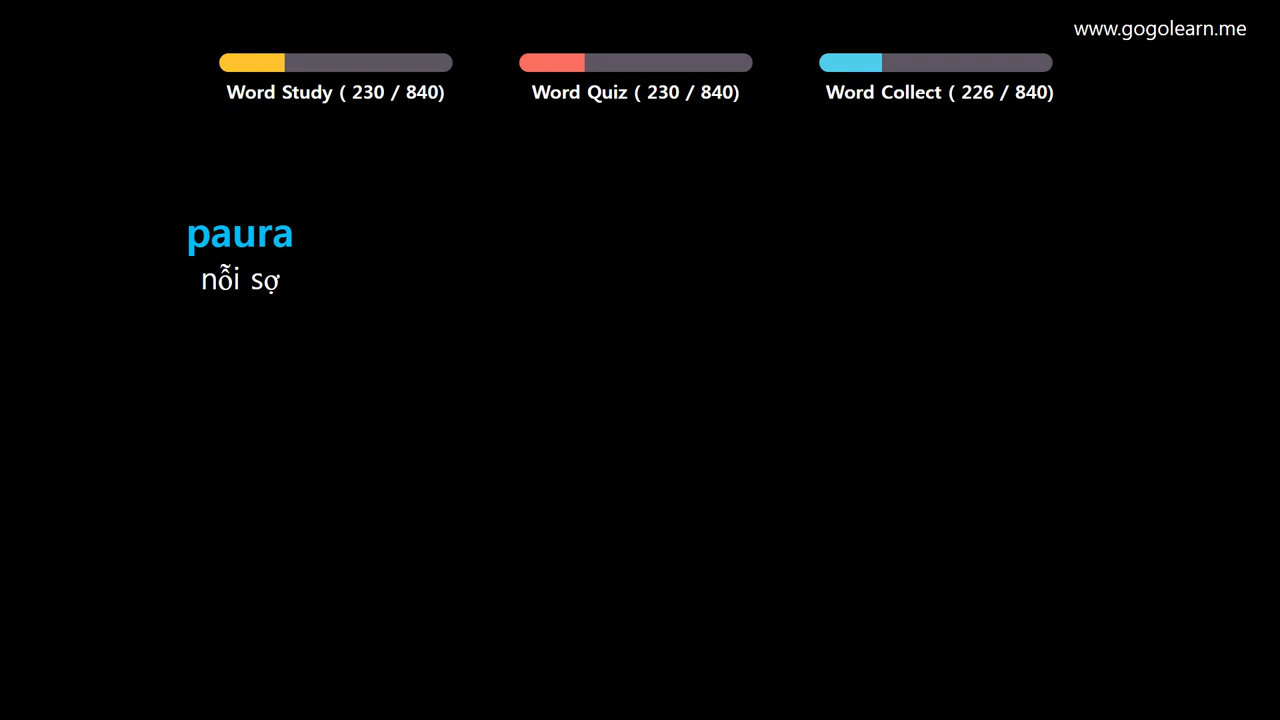 www.gogolearn.me
Word Study ( 230 / 840)
Word Quiz ( 230 / 840)
Word Collect ( 226 / 840)
paura
nỗi sợ